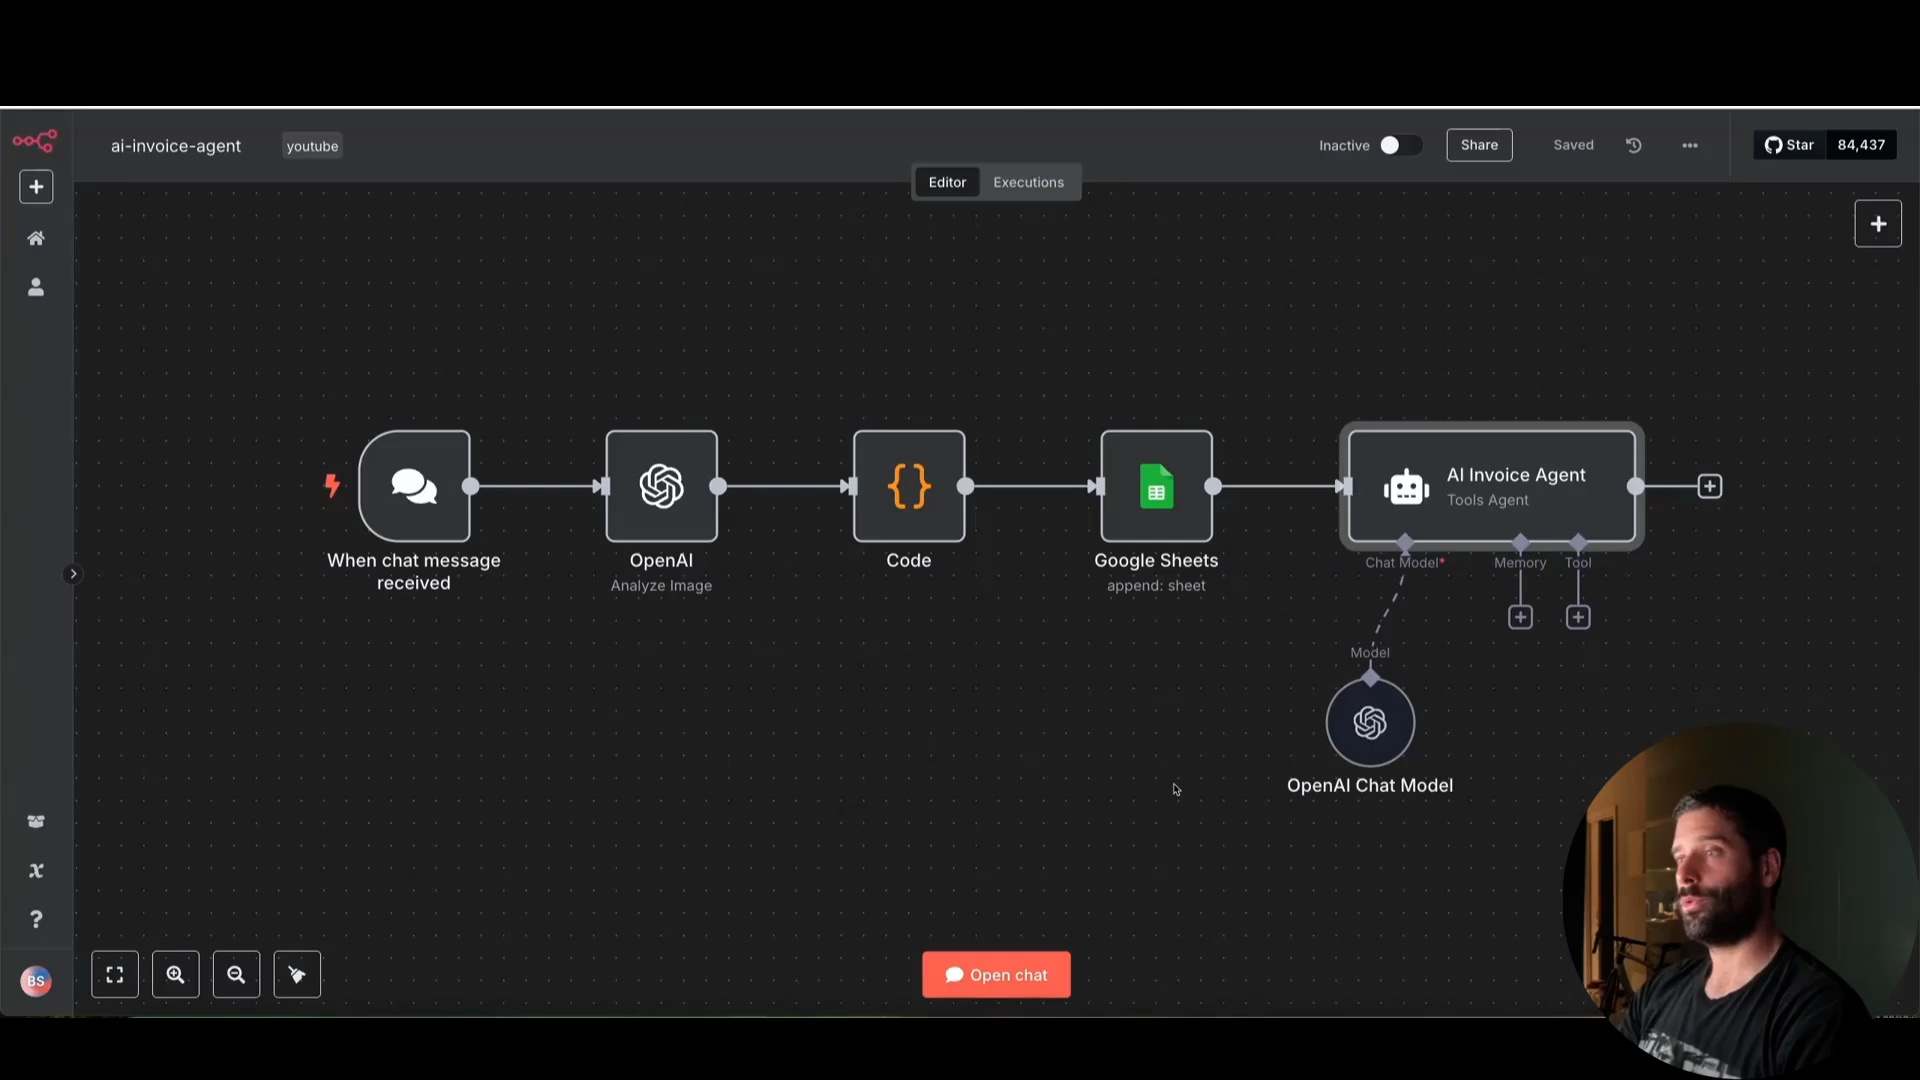 ai-invoice-agent
youtube
Inactive
Share
Saved
Star
84,437
Editor
Executions
When chat message
received
OpenAI
Analyze Image
Code
Google Sheets
append: sheet
AI Invoice Agent
Tools Agent
Chat Model*
Memory
Tool
Model
OpenAI Chat Model
BS
Open chat